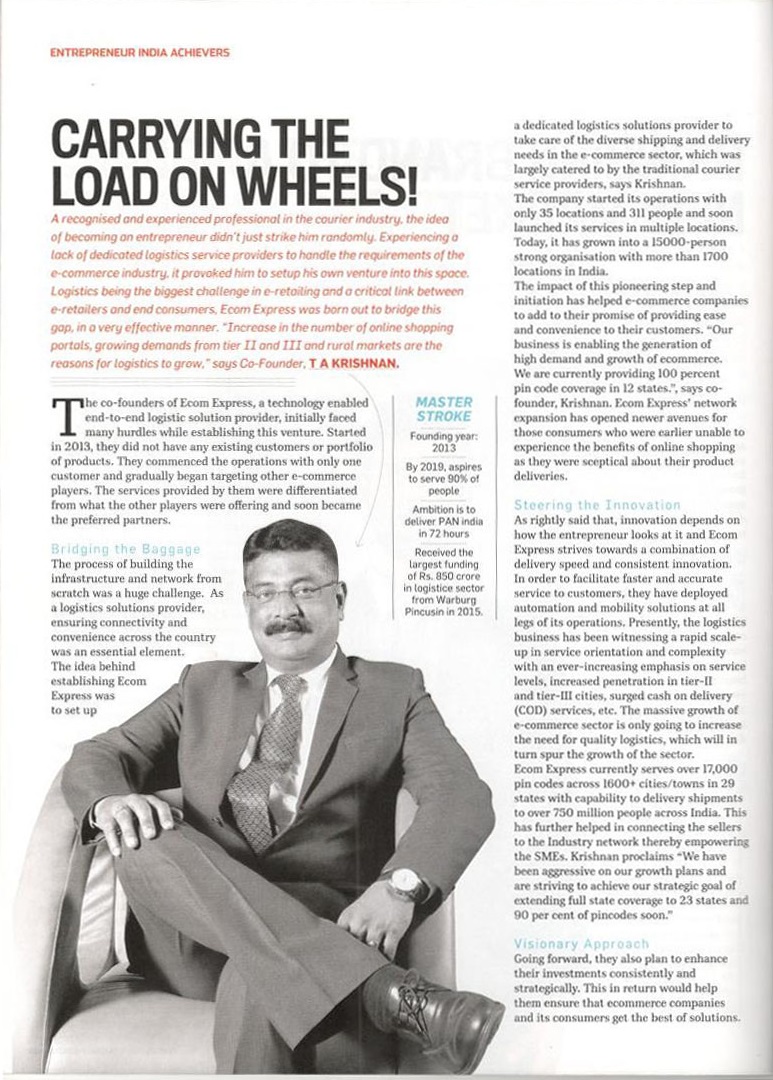 ENTREPRENEUR INDIA ACHIEVERS
CARRYING THE
LOAD ON WHEELS!
A recognised and experienced professional in the courier industry, the idea
of becoming an entrepreneur didn't just strike him randomly. Experiencing a
lack of dedicated logistics service providers to handle the requirements of the
e-commerce industry, it provoked him to setup his own venture into this space.
Logistics being the biggest challenge in e-retailing and a critical link between
e-retailers and end consumers, Ecom Express was born out to bridge this
gap, in a very effective manner. "Increase in the number of online shopping
portals, growing demands from tier II and III and rural markets are the
reasons for logistics to grow," says Co-Founder, T A KRISHNAN.
The co-founders of Ecom Express, a technology enabled
end-to-end logistic solution provider, initially faced
many hurdles while establishing this venture. Started
in 2013, they did not have any existing customers or portfolio
of products. They commenced the operations with only one
customer and gradually began targeting other e-commerce
players. The services provided by them were differentiated
from what the other players were offering and soon became
the preferred partners.
Bridging the Baggage
The process of building the
infrastructure and network from
scratch was a huge challenge. As
a logistics solutions provider,
ensuring connectivity and
convenience across the country
was an essential element.
The idea behind
establishing Ecom
Express was
to set up
MASTER
STROKE
Founding year:
2013
By 2019, aspires
to serve 90% of
people
Ambition is to
deliver PAN india
in 72 hours
Received the
largest funding
of Rs. 850 crore
in logistice sector
from Warburg
Pincusin in 2015.
a dedicated logistics solutions provider to
take care of the diverse shipping and delivery
needs in the e-commerce sector, which was
largely catered to by the traditional courier
service providers, says Krishnan.
The company started its operations with
only 35 locations and 311 people and soon
launched its services in multiple locations.
Today, it has grown into a 15000-person
strong organisation with more than 1700
locations in India.
The impact of this pioneering step and
initiation has helped e-commerce companies
to add to their promise of providing ease
and convenience to their customers. "Our
business is enabling the generation of
high demand and growth of ecommerce.
We are currently providing 100 percent
pin code coverage in 12 states.", says co-
founder, Krishnan. Ecom Express' network
expansion has opened newer avenues for
those consumers who were earlier unable to
experience the benefits of online shopping
as they were sceptical about their product
deliveries.
Steering the Innovation
As rightly said that, innovation depends on
how the entrepreneur looks at it and Ecom
Express strives towards a combination of
delivery speed and consistent innovation.
In order to facilitate faster and accurate
service to customers, they have deployed
automation and mobility solutions at all
legs of its operations. Presently, the logistics
business has been witnessing a rapid scale-
up in service orientation and complexity
with an ever-increasing emphasis on service
levels, increased penetration in tier-II
and tier-III cities, surged cash on delivery
(COD) services, etc. The massive growth of
e-commerce sector is only going to increase
the need for quality logistics, which will in
turn spur the growth of the sector.
Ecom Express currently serves over 17,000
pin codes across 1600+ cities/towns in 29
states with capability to delivery shipments
to over 750 million people across India. This
has further helped in connecting the sellers
to the Industry network thereby empowering
the SMEs. Krishnan proclaims "We have
been aggressive on our growth plans and
are striving to achieve our strategic goal of
extending full state coverage to 23 states and
90 per cent of pincodes soon."
Visionary Approach
Going forward, they also plan to enhance
their investments consistently and
strategically. This in return would help
them ensure that ecommerce companies
and its consumers get the best of solutions.